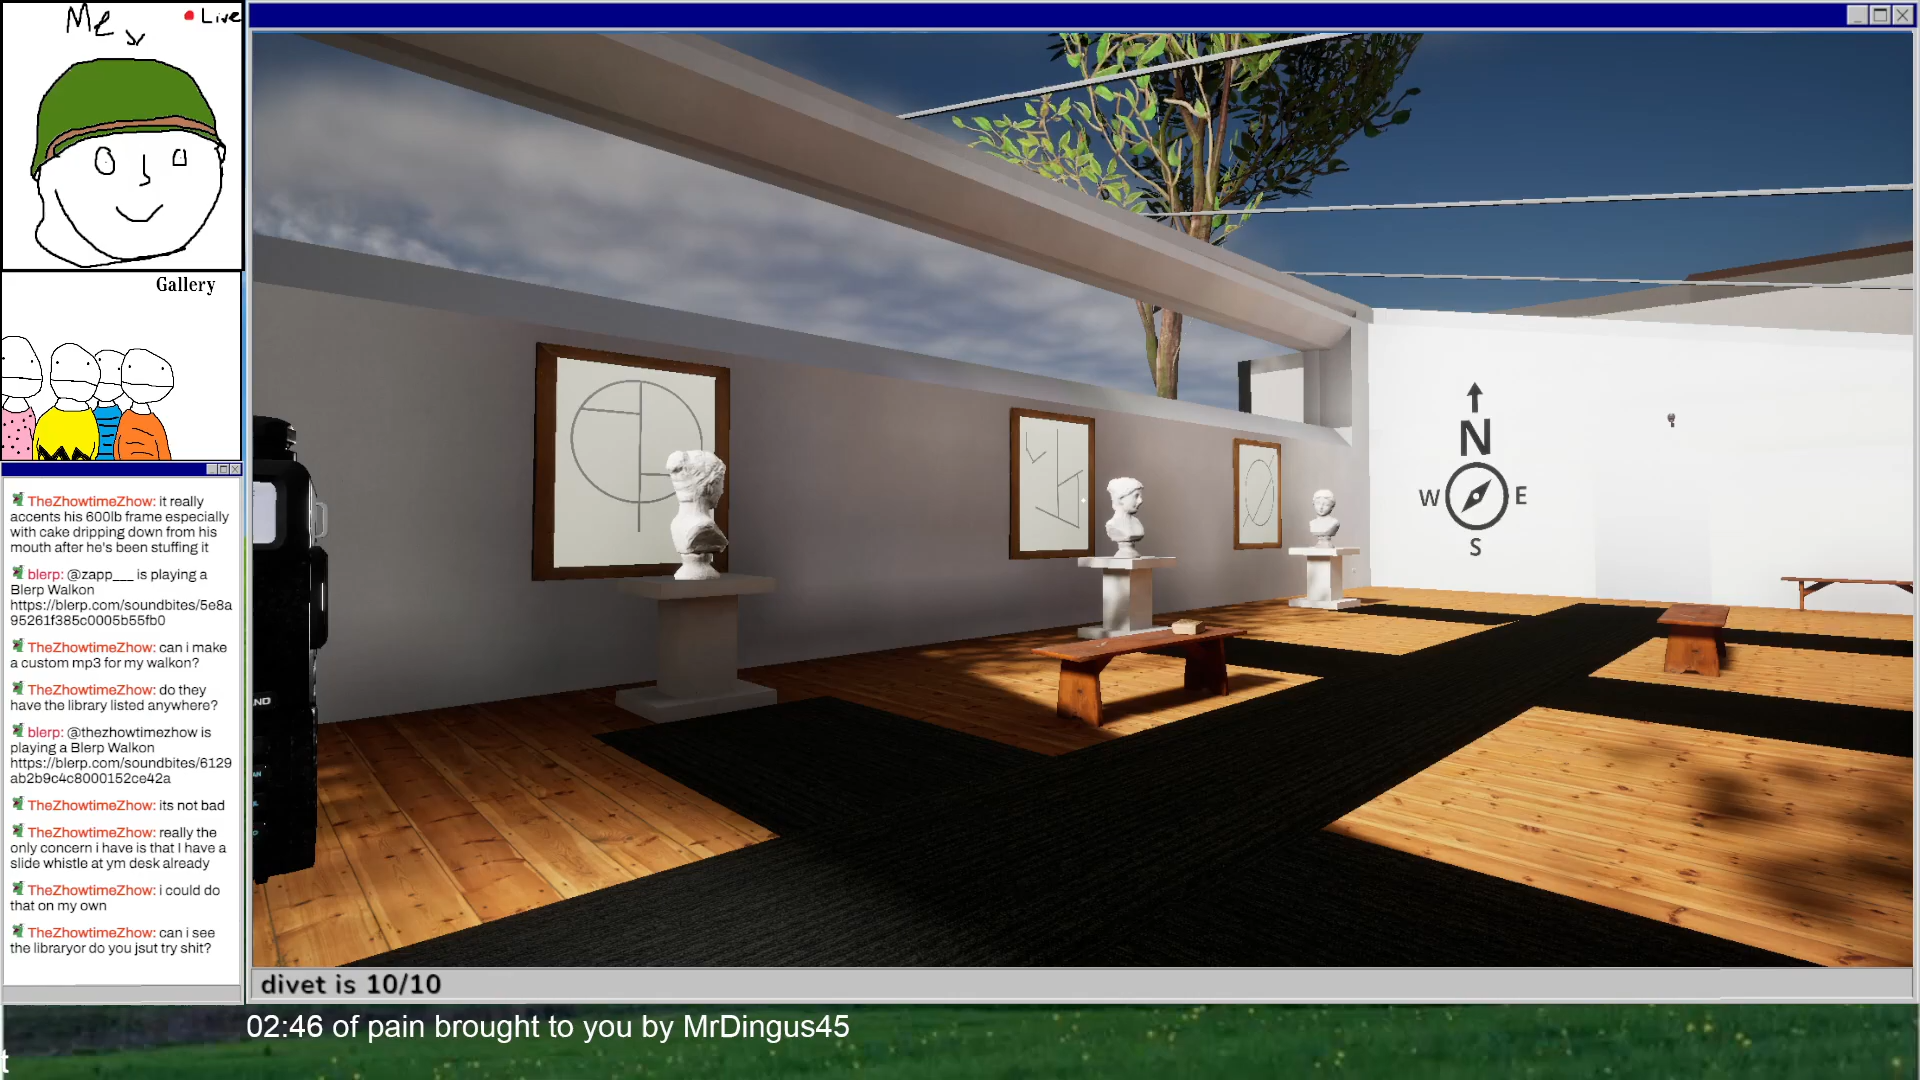 Me
Live
Gallery
TheZhowtimeZhow: it really
accents his 600lb frame especially
with cake dripping down from his
mouth after he's been stuffing it
blerp: @zapp___ is playing a
Blerp Walkon
https://blerp.com/soundbites/5e8a
95261f385c0005b55fb0
TheZhowtimeZhow: can i make
a custom mp3 for my walkon?
TheZhowtimeZhow: do they
have the library listed anywhere?
blerp: @thezhowtimezhow is
playing a Blerp Walkon
https://blerp.com/soundbites/6129
ab2b9c4c8000152ce42a
TheZhowtimeZhow: its not bad
TheZhowtimeZhow: really the
only concern i have is that I have a
slide whistle at ym desk already
TheZhowtimeZhow: i could do
that on my own
TheZhowtimeZhow: can i see
the libraryor do you jsut try shit?
N
W E
S
divet is 10/10
02:46 of pain brought to you by MrDingus45
t